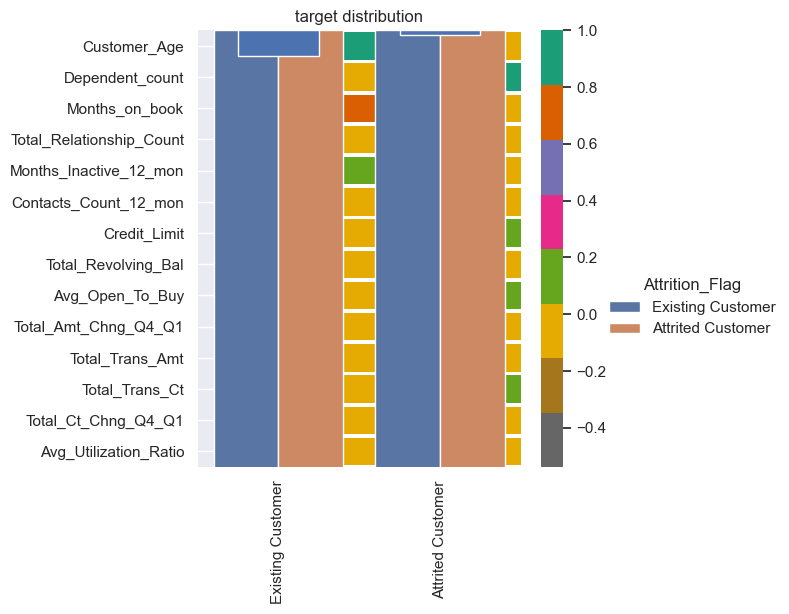 target distribution
Customer_Age
Dependent_count
Months_on_book
Total_Relationship_Count
Months_Inactive_12_mon
Contacts_Count_12_mon
Credit_Limit
Total_Revolving_Bal
Avg_Open_To_Buy
Total_Amt_Chng_Q4_Q1
Total_Trans_Amt
Total_Trans_Ct
Total_Ct_Chng_Q4_Q1
Avg_Utilization_Ratio
Existing Customer
Attrited Customer
1.0
0.8
0.6
0.4
0.2
0.0
−0.2
−0.4
Attrition_Flag
Existing Customer
Attrited Customer